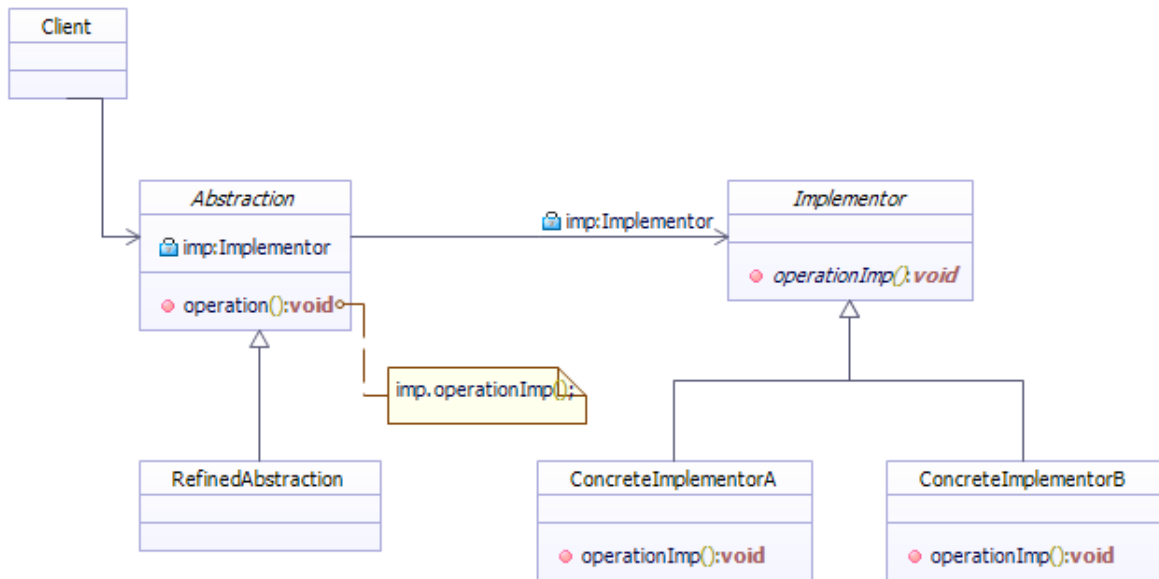 Client
Abstraction
imp:Implementor
operation():void
imp:Implementor
Implementor
operationImp():void
imp.operationImp();
RefinedAbstraction
ConcreteImplementorA
operationImp():void
ConcreteImplementorB
operationImp():void